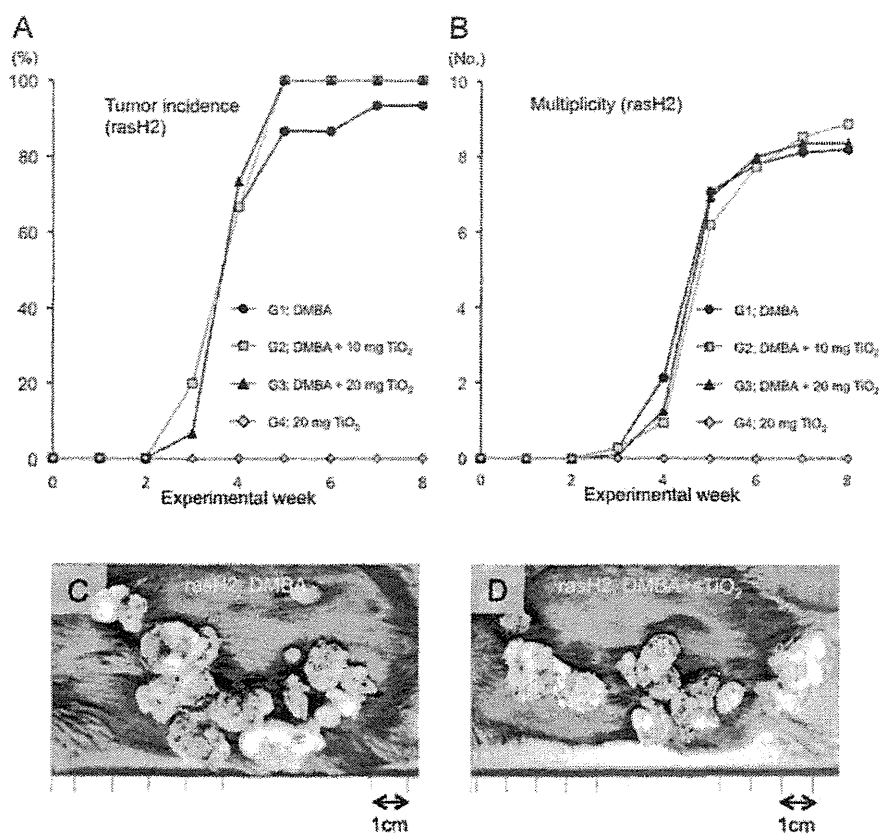 A
(%)
100
80
60
40
20
0
Tumor incidence
(rasH2)
G1; DMBA
G2; DMBA + 10 mg TiO₂
G3; DMBA + 20 mg TiO₂
G4; 20 mg TiO₂
0 2 4 6 8
Experimental week
B
(No.)
10
8
6
4
2
0
Multiplicity (rasH2)
G1; DMBA
G2; DMBA + 10 mg TiO₂
G3; DMBA + 20 mg TiO₂
G4; 20 mg TiO₂
0 2 4 6 8
Experimental week
C
rasH2; DMBA
1cm
D
rasH2; DMBA + TiO₂
1cm